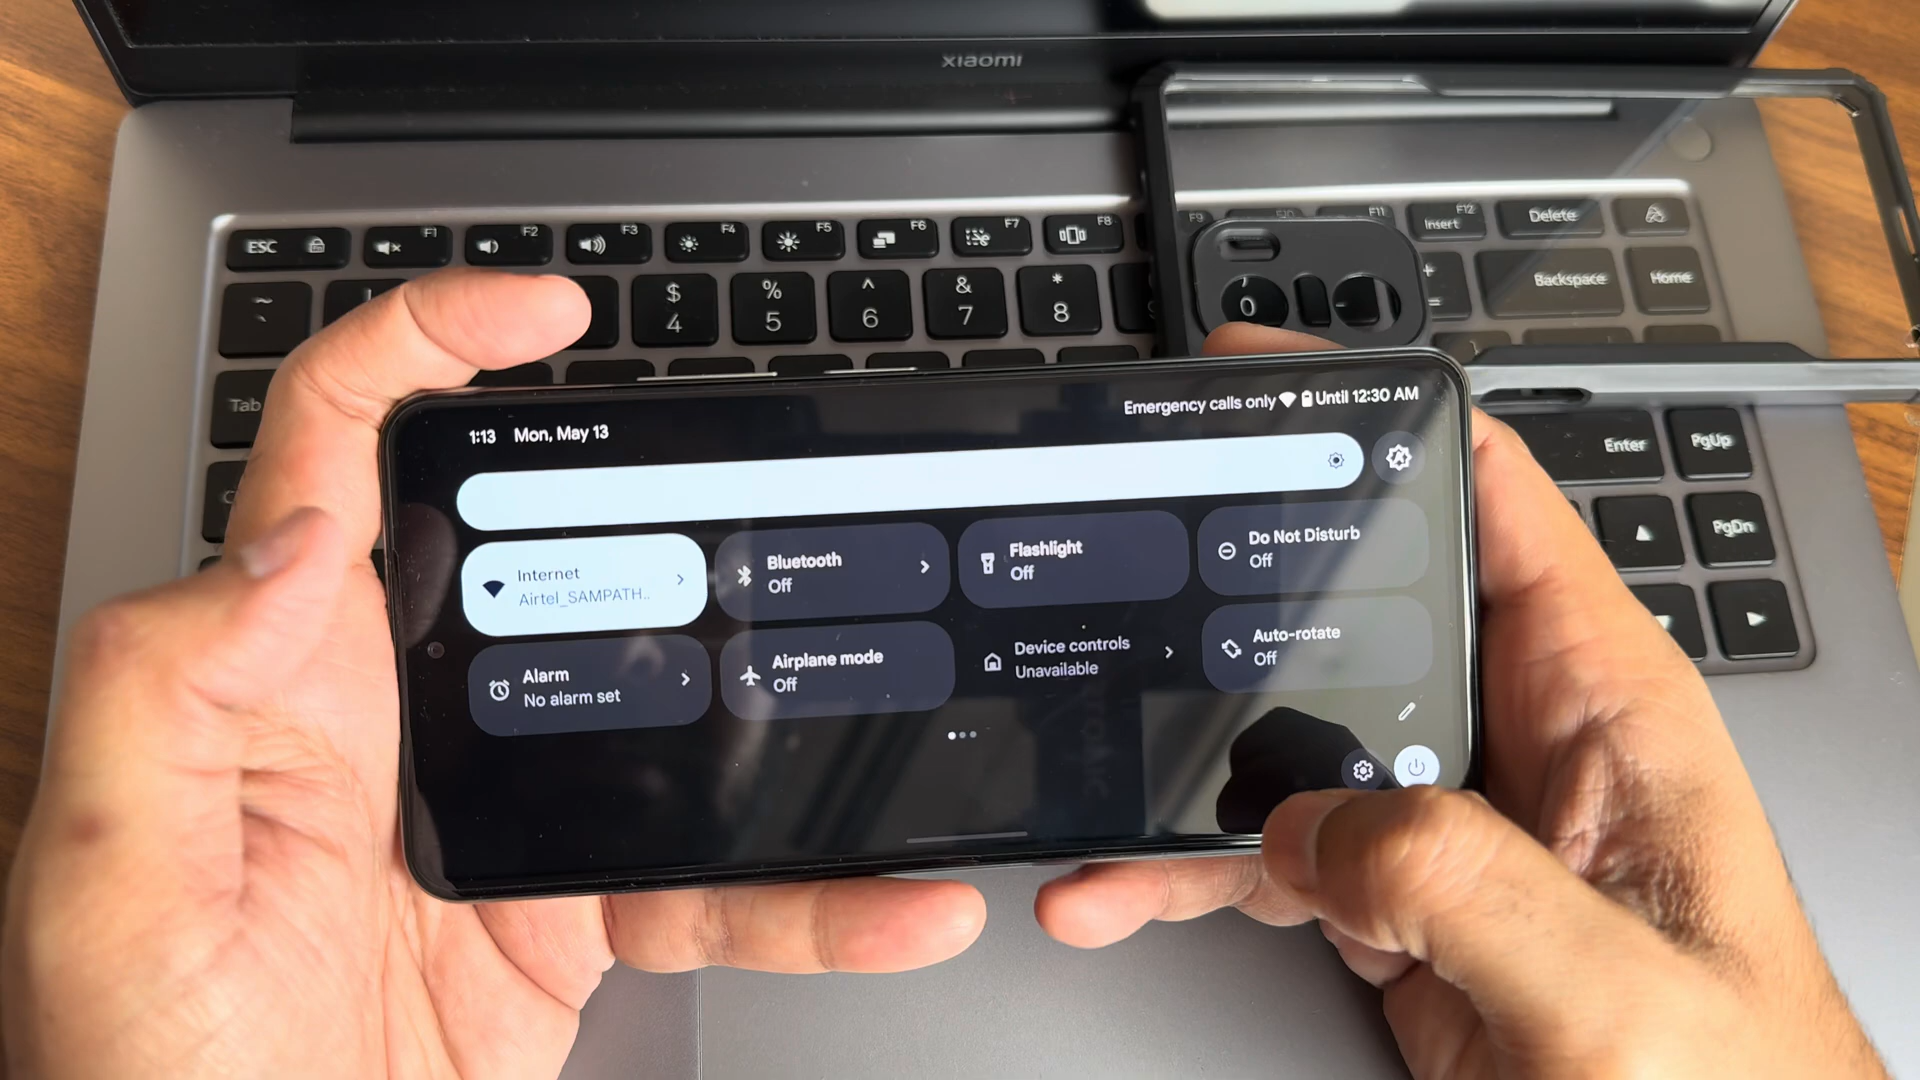 xiaomi
ESC F1 F2 F3 F4 F5 F6 F7 F8 F9 F10 F11 F12 Insert Delete
~ ` $ 4 % 5 ^ 6 & 7 * 8 0 - + = Backspace Home
Tab
Enter PgUp
PgDn
1:13 Mon, May 13
Emergency calls only Until 12:30 AM
Internet
Airtel_SAMPATH..
Bluetooth
Off
Flashlight
Off
Do Not Disturb
Off
Alarm
No alarm set
Airplane mode
Off
Device controls
Unavailable
Auto-rotate
Off